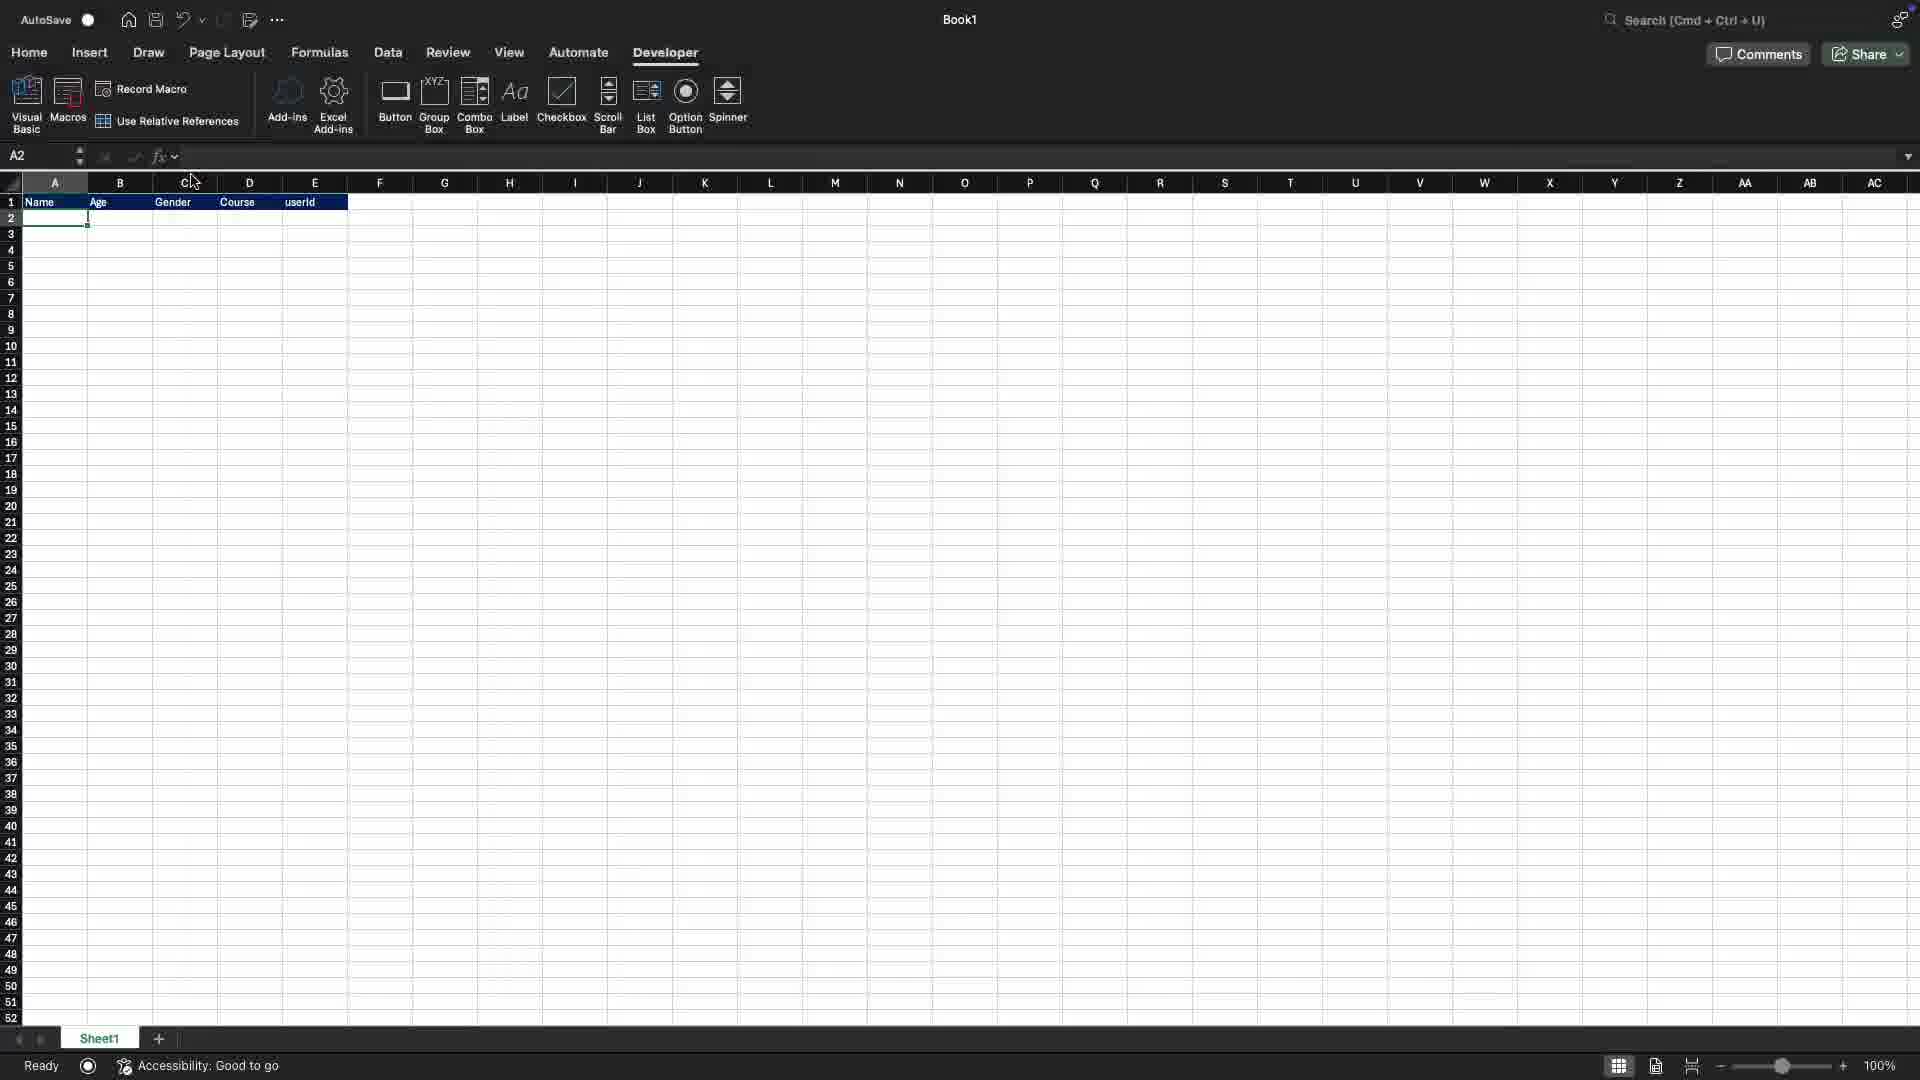 AutoSave
Book1
Search (Cmd + Ctrl + U)
Home Insert Draw Page Layout Formulas Data Review View Automate Developer
Comments
Share
Visual Basic
Macros
Record Macro
Use Relative References
Add-ins
Excel Add-ins
Button
XYZ
Group Box
Combo Box
Aa
Label
Checkbox
Scroll Bar
List Box
Option Button
Spinner
A2
fx
A B C D E F G H I J K L M N O P Q R S T U V W X Y Z AA AB AC
1 Name Age Gender Course userId
2
3
4
5
6
7
8
9
10
11
12
13
14
15
16
17
18
19
20
21
22
23
24
25
26
27
28
29
30
31
32
33
34
35
36
37
38
39
40
41
42
43
44
45
46
47
48
49
50
51
52
Sheet1
Ready
Accessibility: Good to go
100%